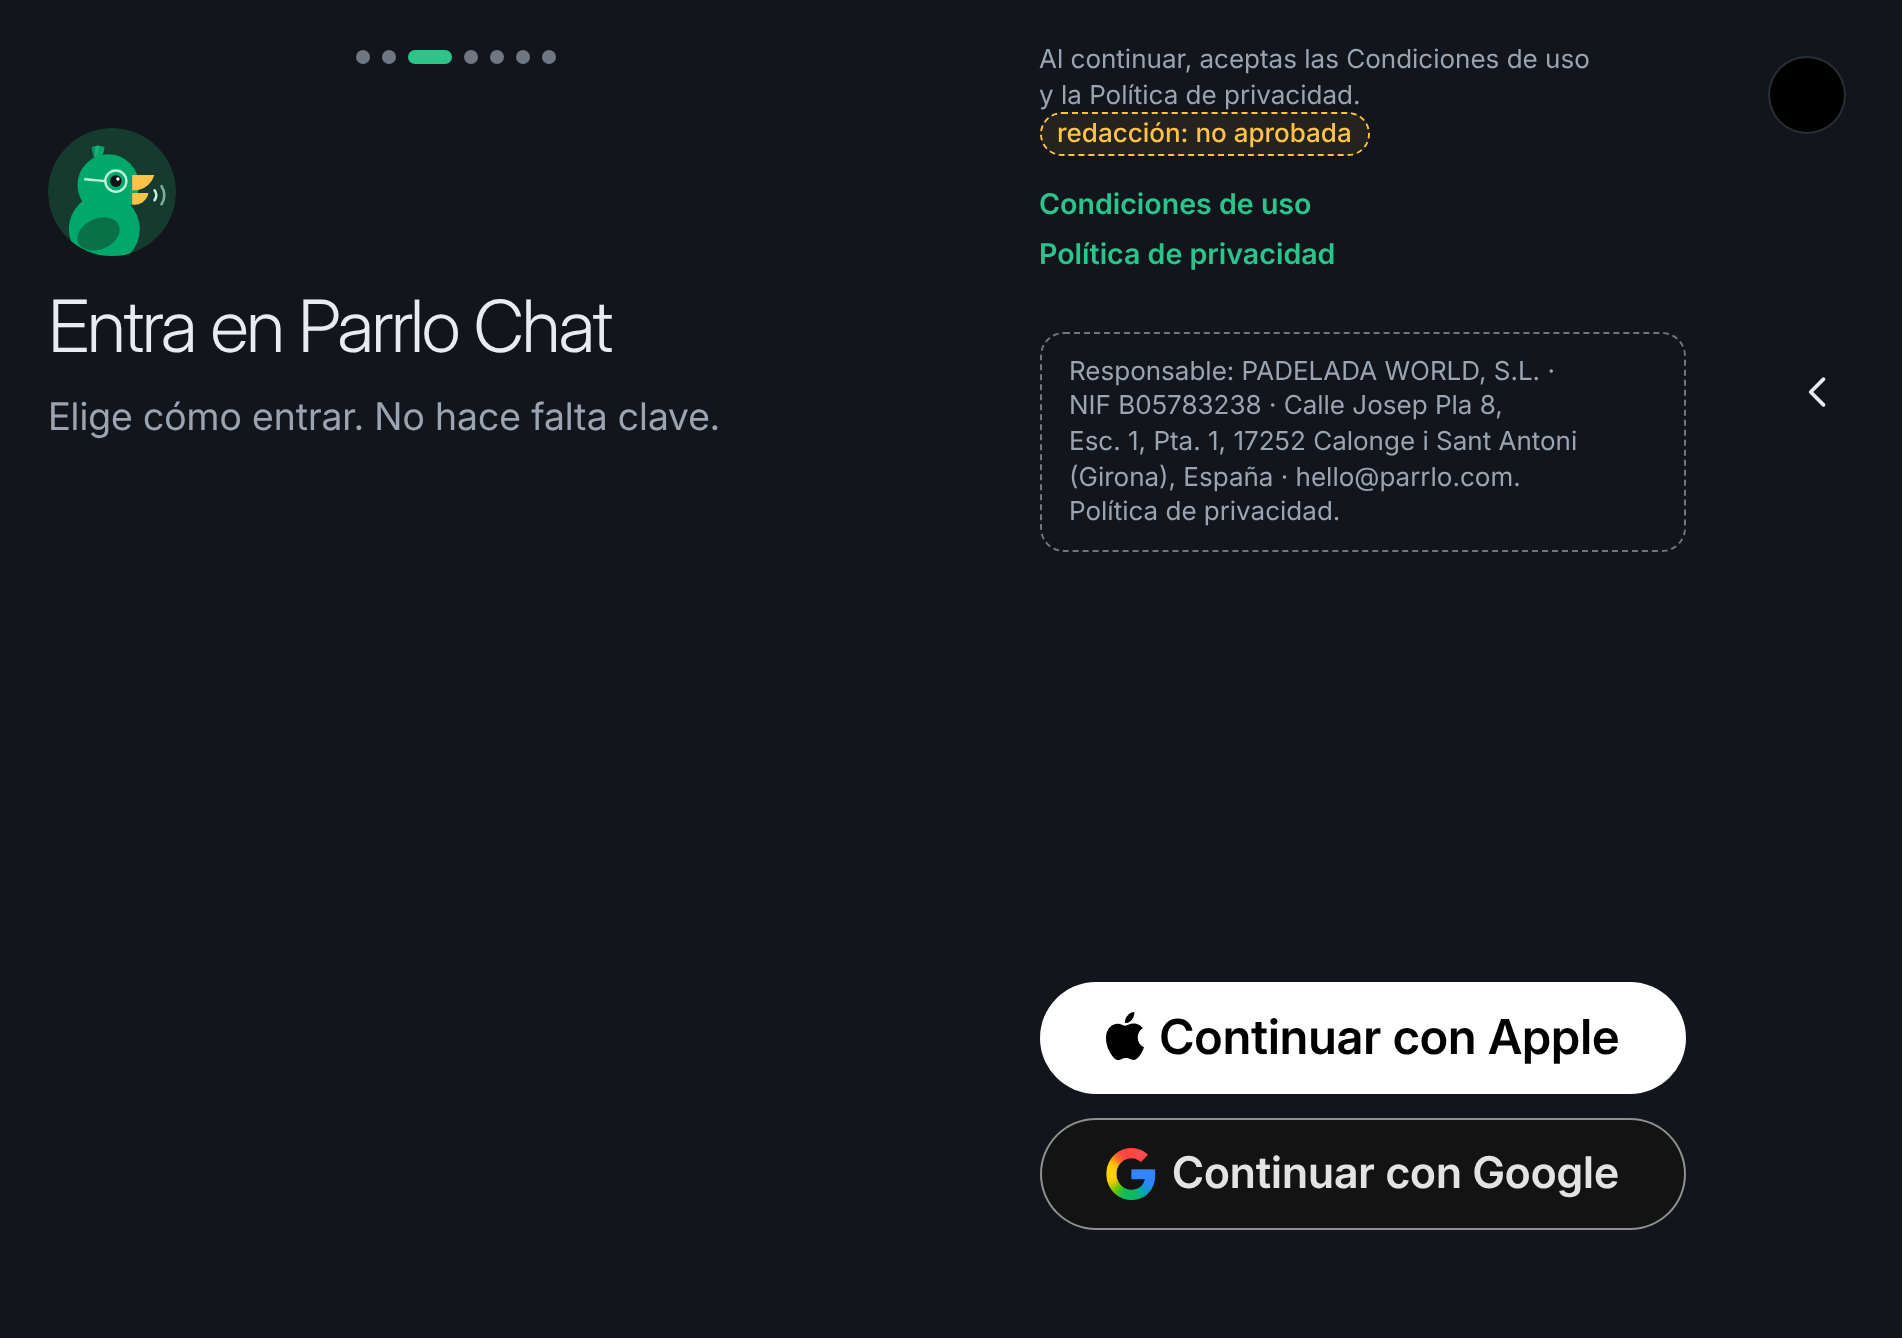 Entra en Parrlo Chat
Elige cómo entrar. No hace falta clave.
Al continuar, aceptas las Condiciones de uso
y la Política de privacidad.
redacción: no aprobada
Condiciones de uso
Política de privacidad
Responsable: PADELADA WORLD, S.L. ·
NIF B05783238 · Calle Josep Pla 8,
Esc. 1, Pta. 1, 17252 Calonge i Sant Antoni
(Girona), España · hello@parrlo.com.
Política de privacidad.
Continuar con Apple
Continuar con Google